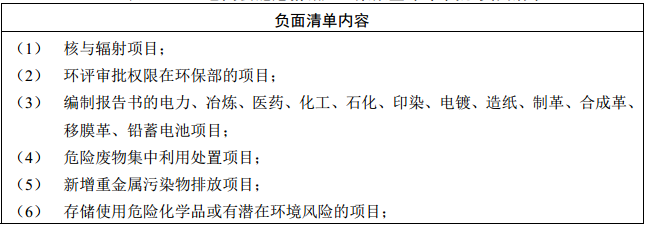 负面清单内容
（1） 核与辐射项目；
（2） 环评审批权限在环保部的项目；
（3） 编制报告书的电力、冶炼、医药、化工、石化、印染、电镀、造纸、制革、合成革、
移膜革、铅蓄电池项目；
（4） 危险废物集中利用处置项目；
（5） 新增重金属污染物排放项目；
（6） 存储使用危险化学品或有潜在环境风险的项目；